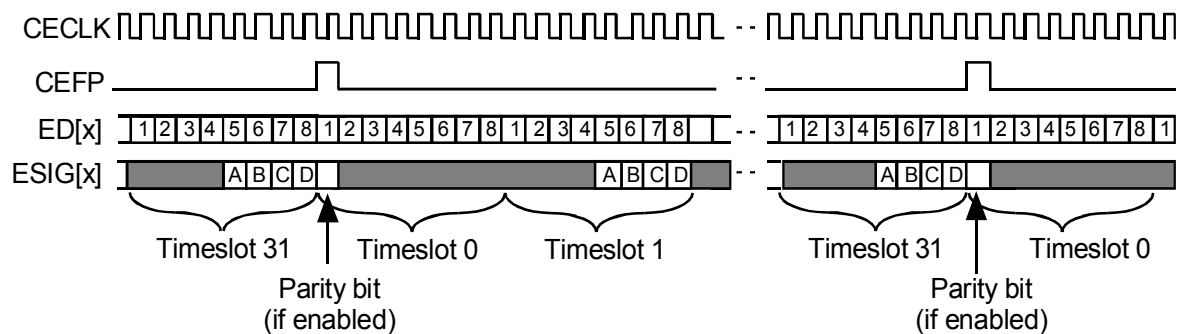 CECLK - -
CEFP - -
ED[x] 1 2 3 4 5 6 7 8 1 2 3 4 5 6 7 8 1 2 3 4 5 6 7 8 - - 1 2 3 4 5 6 7 8 1 2 3 4 5 6 7 8 1
ESIG[x] A B C D A B C D - - A B C D
Timeslot 31 Timeslot 0 Timeslot 1 Timeslot 31 Timeslot 0
Parity bit Parity bit
(if enabled) (if enabled)